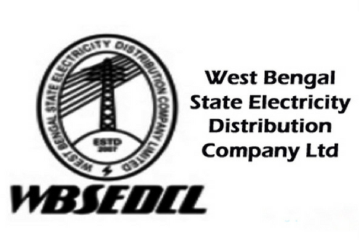 WEST BENGAL STATE ELECTRICITY DISTRIBUTION COMPANY LIMITED
ESTD
2007
WBSEDCL
West Bengal
State Electricity
Distribution
Company Ltd